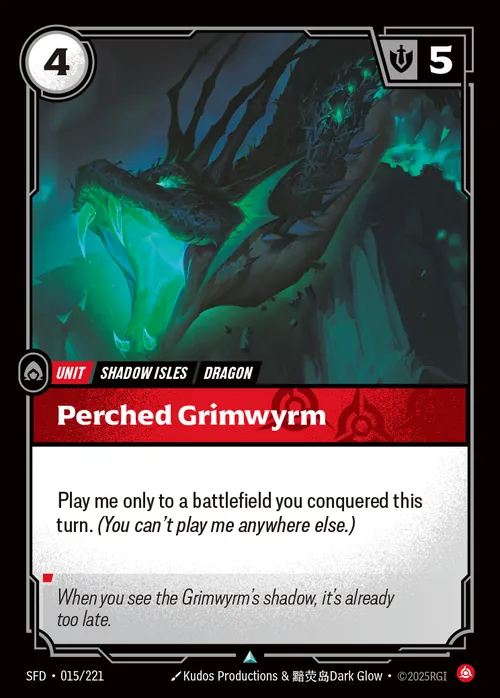 4
5
UNIT
SHADOW ISLES
DRAGON
Perched Grimwyrm
Play me only to a battlefield you conquered this
turn. (You can't play me anywhere else.)
When you see the Grimwyrm's shadow, it's already
too late.
SFD • 015/221
Kudos Productions & 黯荧岛Dark Glow • ©2025RGI